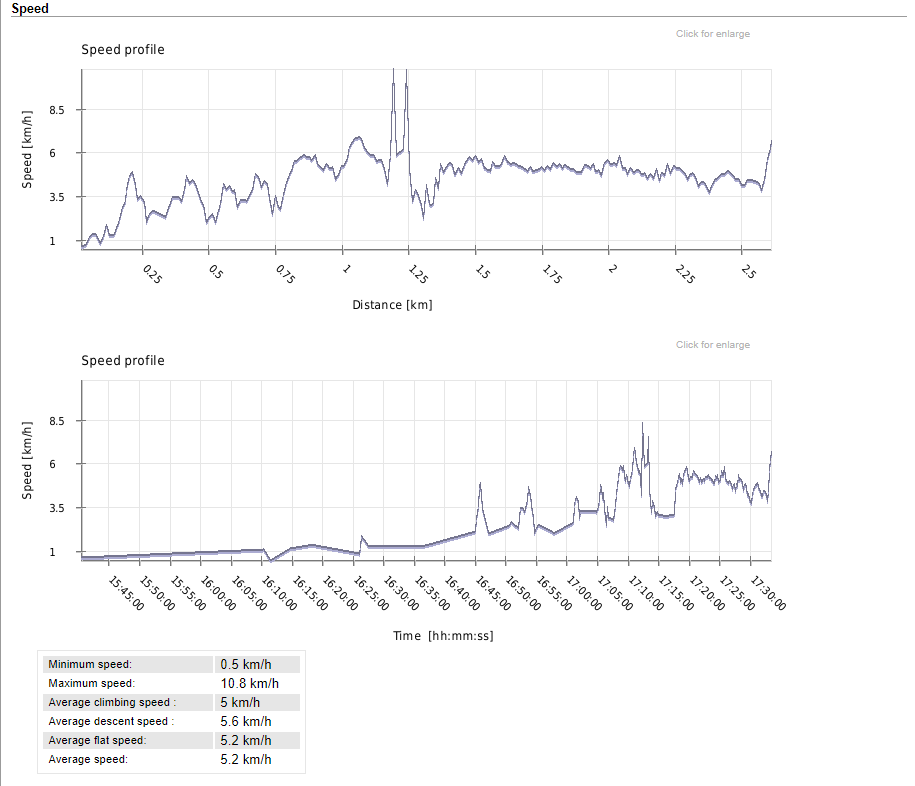 Speed
Click for enlarge
Speed profile
Speed [km/h]
8.5
6
3.5
1
0.25
0.5
0.75
1
1.25
1.5
1.75
2
2.25
2.5
Distance [km]
Click for enlarge
Speed profile
Speed [km/h]
8.5
6
3.5
1
15:45:00
15:50:00
15:55:00
16:00:00
16:05:00
16:10:00
16:15:00
16:20:00
16:25:00
16:30:00
16:35:00
16:40:00
16:45:00
16:50:00
16:55:00
17:00:00
17:05:00
17:10:00
17:15:00
17:20:00
17:25:00
17:30:00
Time [hh:mm:ss]
Minimum speed: 0.5 km/h
Maximum speed: 10.8 km/h
Average climbing speed : 5 km/h
Average descent speed : 5.6 km/h
Average flat speed: 5.2 km/h
Average speed: 5.2 km/h